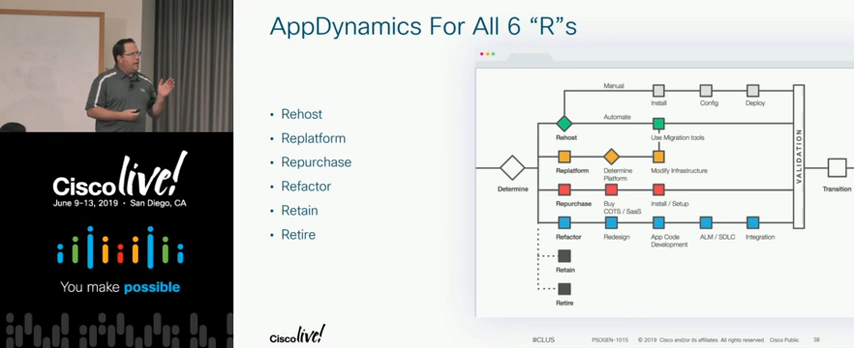 AppDynamics For All 6 “R”s
• Rehost
• Replatform
• Repurchase
• Refactor
• Retain
• Retire
Cisco live!
June 9-13, 2019 • San Diego, CA
You make possible
Manual
Install
Config
Deploy
Automate
Rehost
Use Migration tools
Determine
Replatform
Determine
Platform
Modify Infrastructure
Repurchase
Buy
COTS / SaaS
Install / Setup
Refactor
Redesign
App Code
Development
ALM / SDLC
Integration
Retain
Retire
VALIDATION
Transition
Cisco live!
#CLUS
PSOGEN-1015
© 2019 Cisco and/or its affiliates. All rights reserved. Cisco Public
38